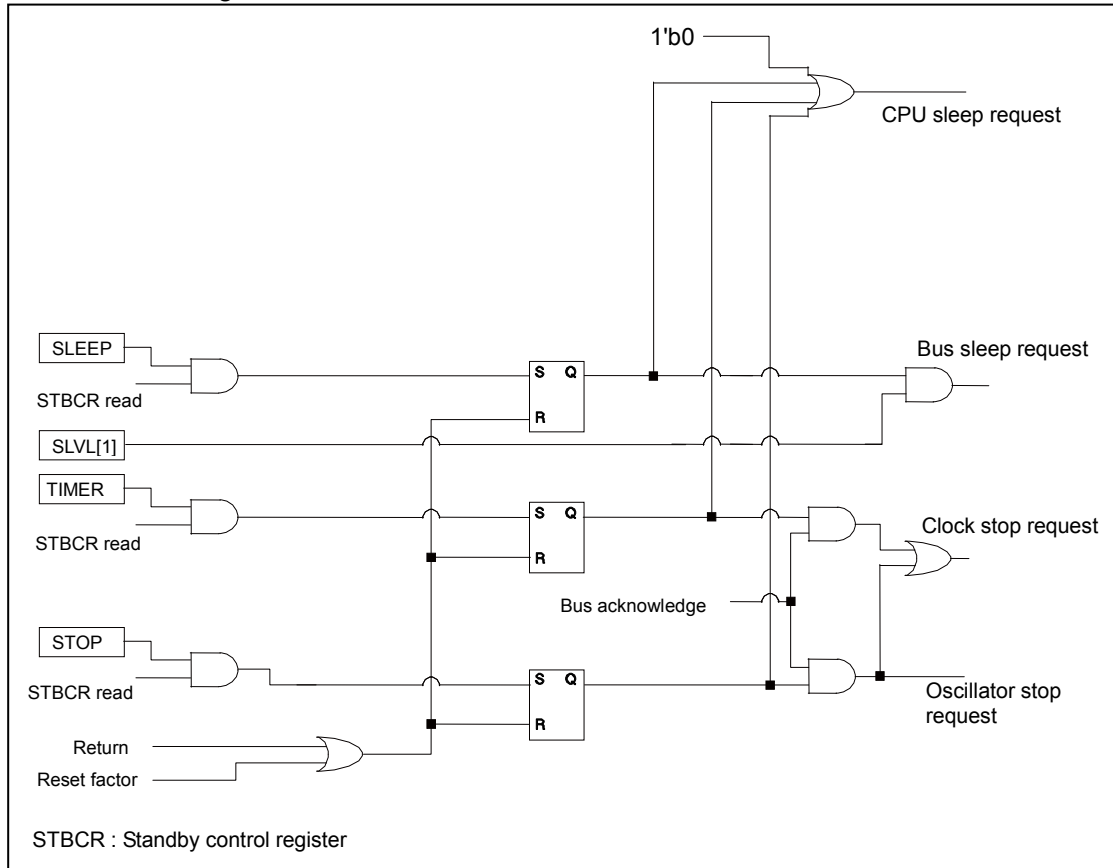 1'b0
CPU sleep request
SLEEP
STBCR read
S Q
R
Bus sleep request
SLVL[1]
TIMER
STBCR read
S Q
R
Clock stop request
Bus acknowledge
STOP
STBCR read
S Q
R
Oscillator stop
request
Return
Reset factor
STBCR : Standby control register